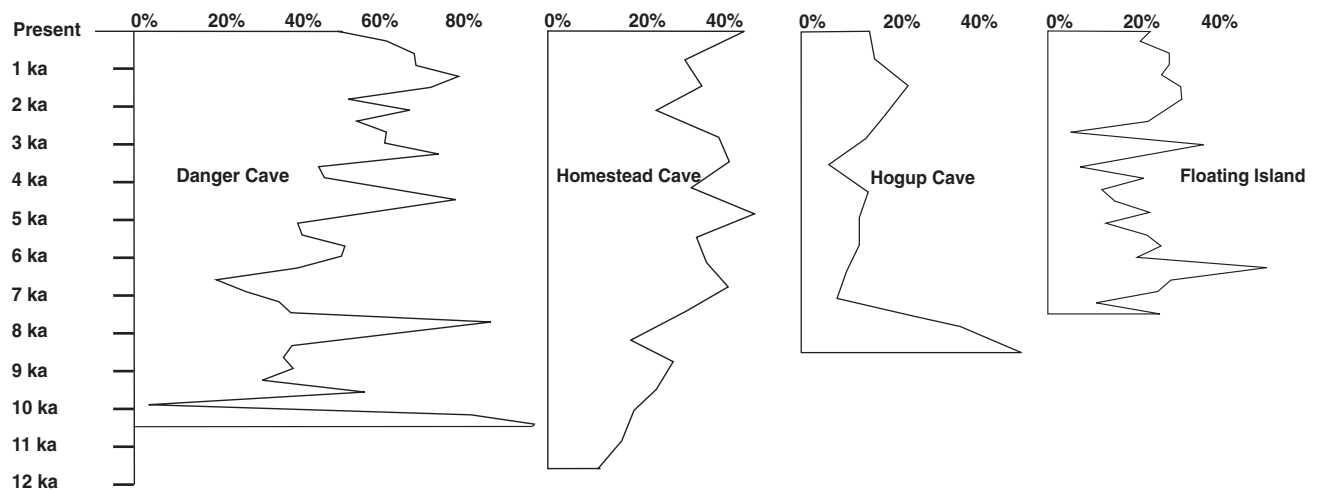 0% 20% 40% 60% 80% 0% 20% 40% 0% 20% 40% 0% 20% 40%
Present
1 ka
2 ka
3 ka
Danger Cave Homestead Cave Hogup Cave Floating Island
4 ka
5 ka
6 ka
7 ka
8 ka
9 ka
10 ka
11 ka
12 ka